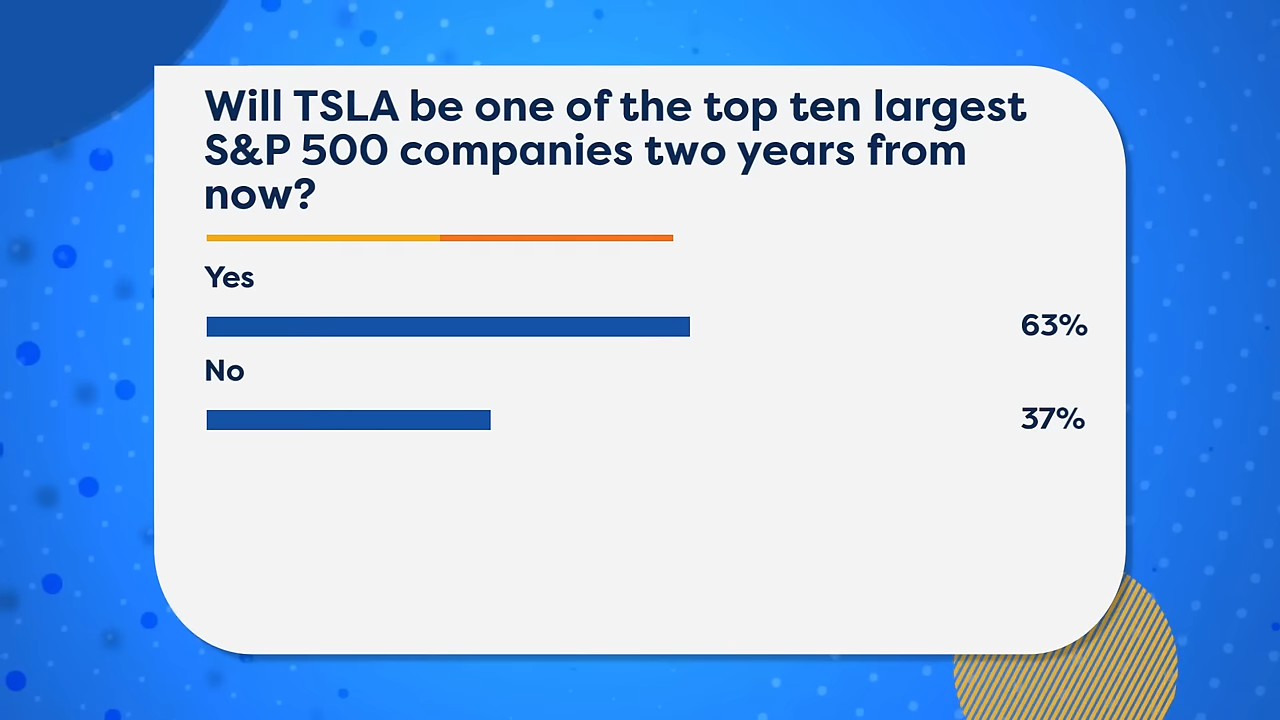 Will TSLA be one of the top ten largest
S&P 500 companies two years from
now?
Yes
63%
No
37%